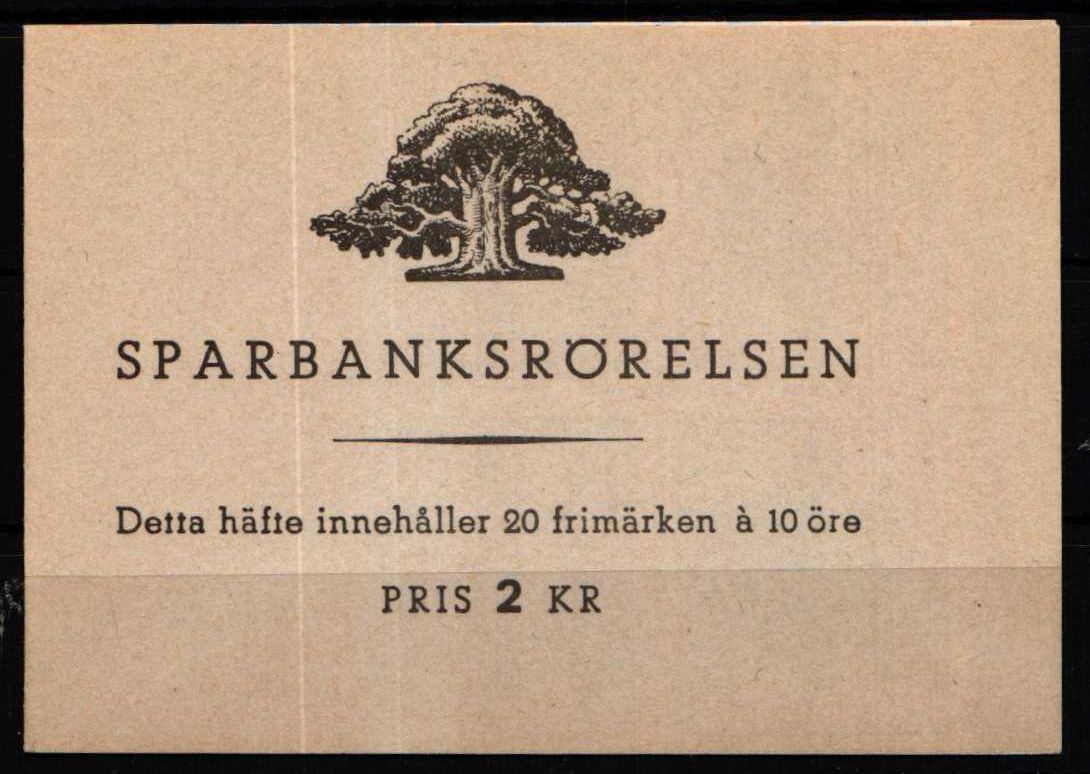 SPARBANKSRÖRELSEN
Detta häfte innehåller 20 frimärken à 10 öre
PRIS 2 KR